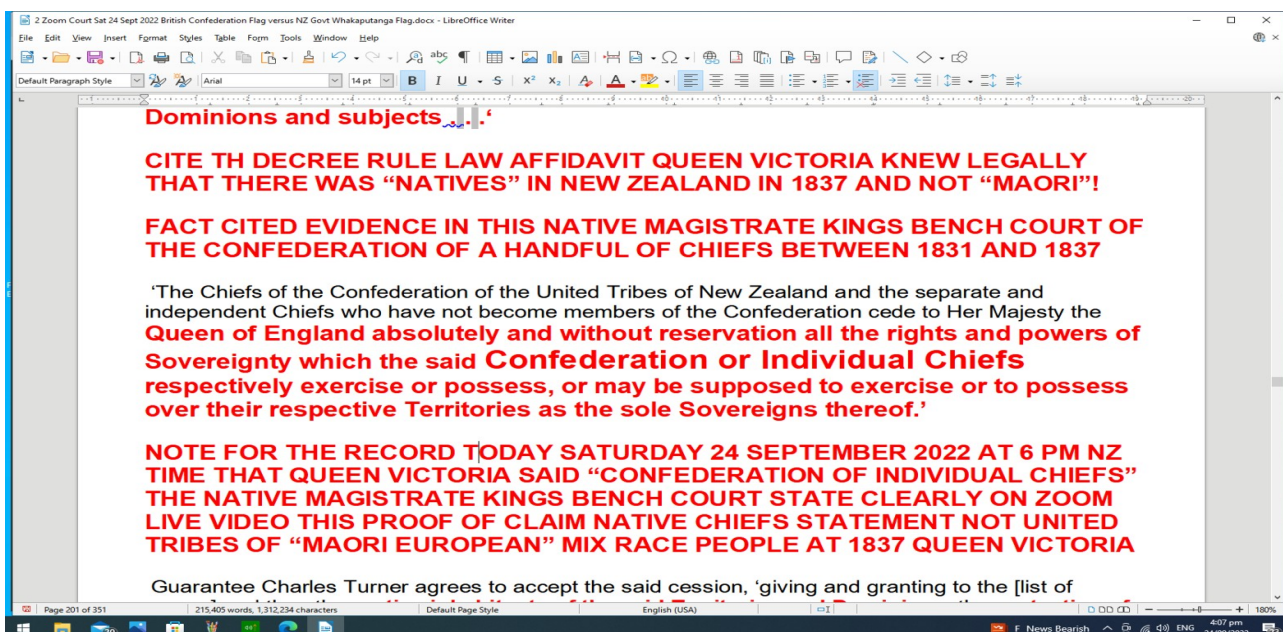 2 Zoom Court Sat 24 Sept 2022 British Confederation Flag versus NZ Govt Whakaputanga Flag.docx - LibreOffice Writer
File Edit View Insert Format Styles Table Form Tools Window Help
Default Paragraph Style Arial 14 pt
Dominions and subjects . . .‘
CITE TH DECREE RULE LAW AFFIDAVIT QUEEN VICTORIA KNEW LEGALLY
THAT THERE WAS “NATIVES” IN NEW ZEALAND IN 1837 AND NOT “MAORI”!
FACT CITED EVIDENCE IN THIS NATIVE MAGISTRATE KINGS BENCH COURT OF
THE CONFEDERATION OF A HANDFUL OF CHIEFS BETWEEN 1831 AND 1837
‘The Chiefs of the Confederation of the United Tribes of New Zealand and the separate and
independent Chiefs who have not become members of the Confederation cede to Her Majesty the
Queen of England absolutely and without reservation all the rights and powers of
Sovereignty which the said Confederation or Individual Chiefs
respectively exercise or possess, or may be supposed to exercise or to possess
over their respective Territories as the sole Sovereigns thereof.’
NOTE FOR THE RECORD TODAY SATURDAY 24 SEPTEMBER 2022 AT 6 PM NZ
TIME THAT QUEEN VICTORIA SAID “CONFEDERATION OF INDIVIDUAL CHIEFS”
THE NATIVE MAGISTRATE KINGS BENCH COURT STATE CLEARLY ON ZOOM
LIVE VIDEO THIS PROOF OF CLAIM NATIVE CHIEFS STATEMENT NOT UNITED
TRIBES OF “MAORI EUROPEAN” MIX RACE PEOPLE AT 1837 QUEEN VICTORIA
Guarantee Charles Turner agrees to accept the said cession, ‘giving and granting to the [list of
Page 201 of 351 215,405 words, 1,312,234 characters Default Page Style English (USA) 180%
F News Bearish ENG 4:07 pm